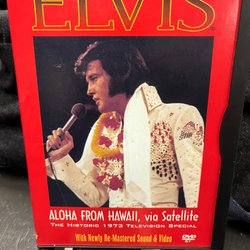 ELVIS
ALOHA FROM HAWAII, via Satellite
THE HISTORIC 1973 TELEVISION SPECIAL
With Newly Re-Mastered Sound & Video
DVD